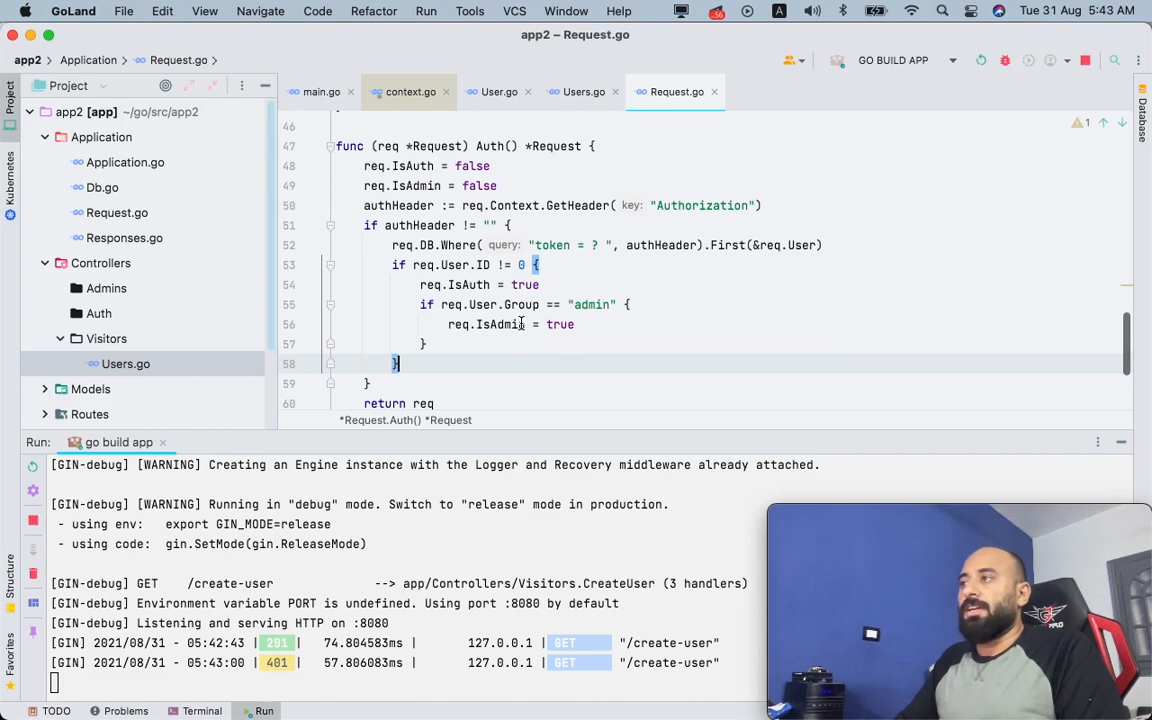 GoLand File Edit View Navigate Code Refactor Run Tools VCS Window Help A Tue 31 Aug 5:43 AM
app2 – Request.go
app2 Application Request.go GO BUILD APP
Project main.go context.go User.go Users.go Request.go
app2 [app] ~/go/src/app2
Application
Application.go
Db.go
Request.go
Responses.go
Controllers
Admins
Auth
Visitors
Users.go
Models
Routes
Project
Kubernetes
Structure
Favorites
Database
1
46
47 func (req *Request) Auth() *Request {
48 req.IsAuth = false
49 req.IsAdmin = false
50 authHeader := req.Context.GetHeader( key: "Authorization")
51 if authHeader != "" {
52 req.DB.Where( query: "token = ? ", authHeader).First(&req.User)
53 if req.User.ID != 0 {
54 req.IsAuth = true
55 if req.User.Group == "admin" {
56 req.IsAdmin = true
57 }
58 }
59 }
60 return req
*Request.Auth() *Request
Run: go build app
[GIN-debug] [WARNING] Creating an Engine instance with the Logger and Recovery middleware already attached.
[GIN-debug] [WARNING] Running in "debug" mode. Switch to "release" mode in production.
- using env: export GIN_MODE=release
- using code: gin.SetMode(gin.ReleaseMode)
[GIN-debug] GET /create-user --> app/Controllers/Visitors.CreateUser (3 handlers)
[GIN-debug] Environment variable PORT is undefined. Using port :8080 by default
[GIN-debug] Listening and serving HTTP on :8080
[GIN] 2021/08/31 - 05:42:43 | 201 | 74.804583ms | 127.0.0.1 | GET "/create-user"
[GIN] 2021/08/31 - 05:43:00 | 401 | 57.806083ms | 127.0.0.1 | GET "/create-user"
TODO Problems Terminal Run